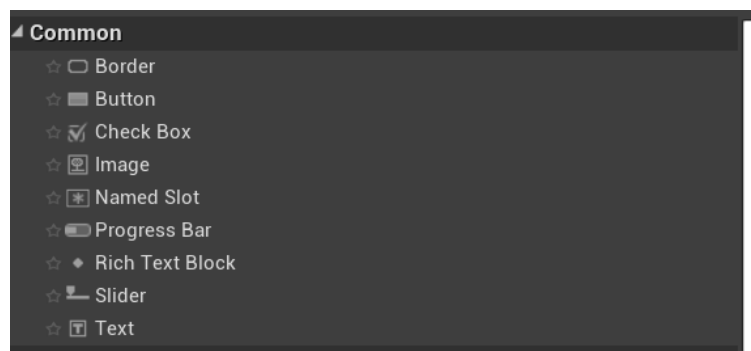 Common
Border
Button
Check Box
Image
Named Slot
Progress Bar
Rich Text Block
Slider
Text